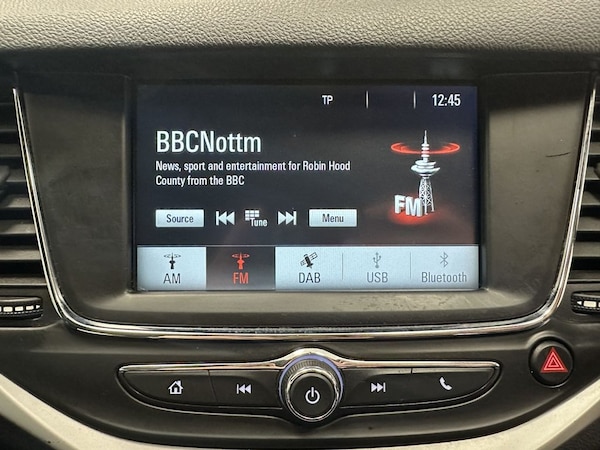 TP 12:45
BBCNottm
News, sport and entertainment for Robin Hood
County from the BBC
FM
Source Tune Menu
AM FM DAB USB Bluetooth